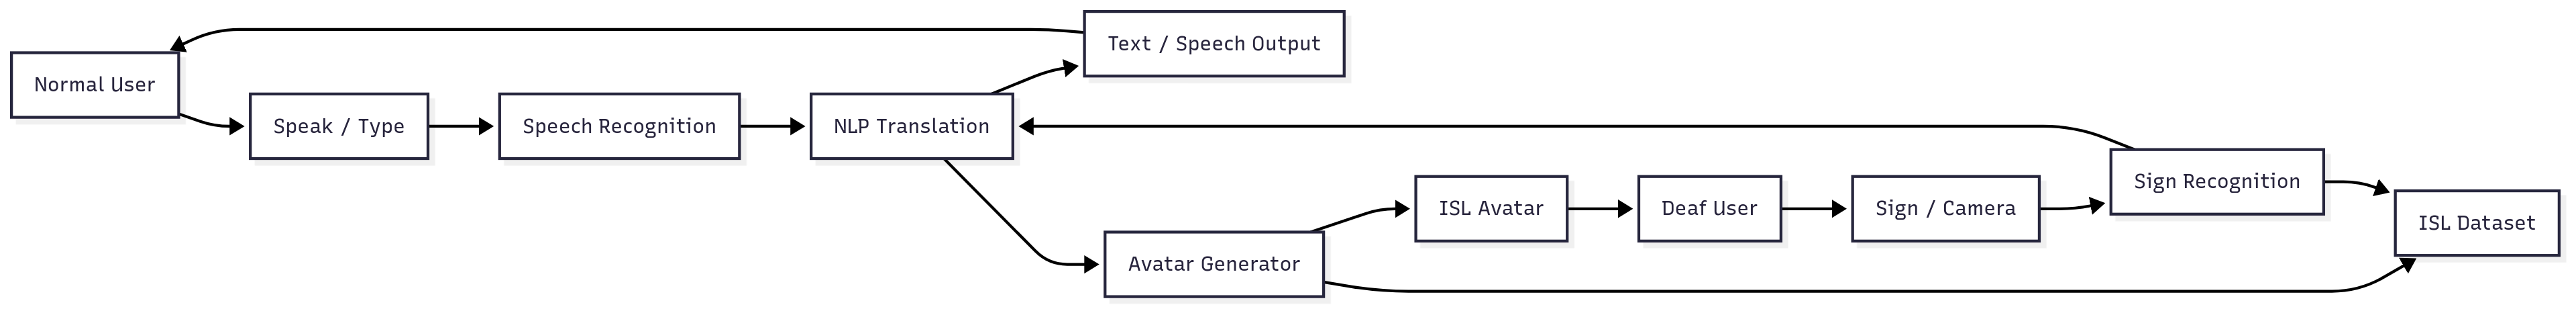 Text / Speech Output
Normal User
Speak / Type
Speech Recognition
NLP Translation
Sign Recognition
ISL Avatar
Deaf User
Sign / Camera
ISL Dataset
Avatar Generator